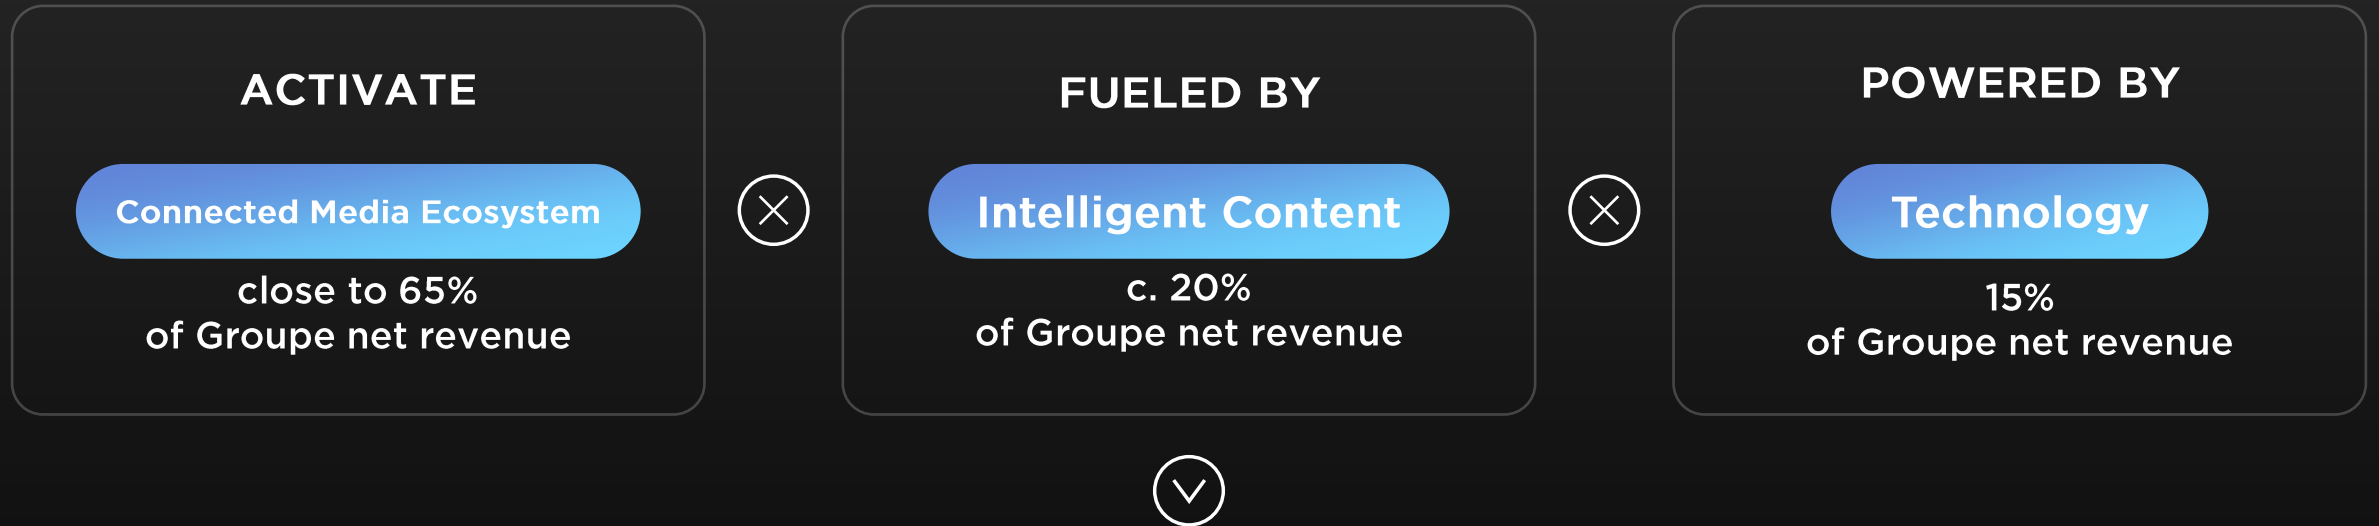 ACTIVATE
Connected Media Ecosystem
close to 65%
of Groupe net revenue
FUELED BY
Intelligent Content
c. 20%
of Groupe net revenue
POWERED BY
Technology
15%
of Groupe net revenue